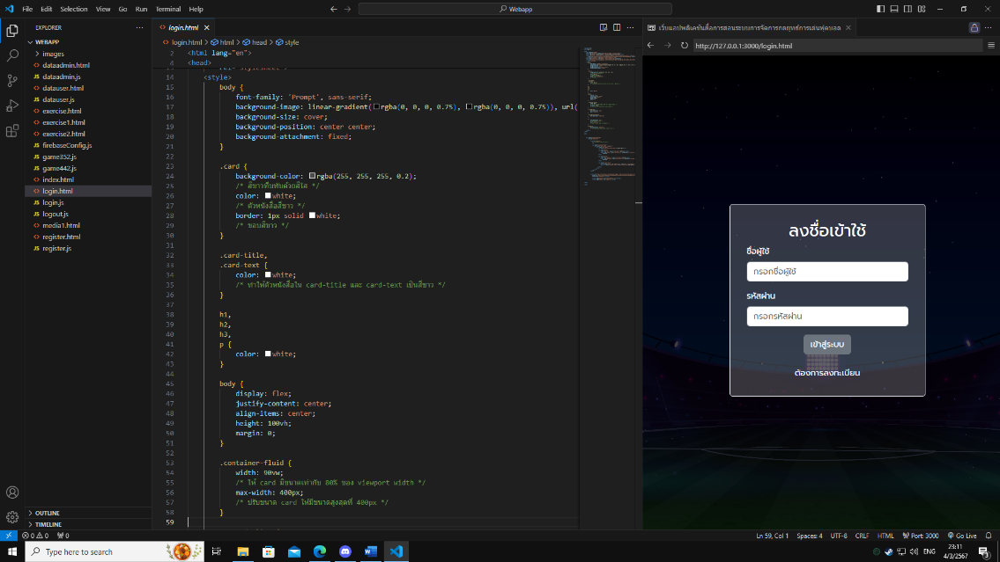 File Edit Selection View Go Run Terminal Help
Webapp
EXPLORER
WEBAPP
images
dataadmin.html
dataadmin.js
datauser.html
datauser.js
exercise.html
exercise1.html
exercise2.html
firebaseConfig.js
game352.js
game442.js
index.html
login.html
login.js
logout.js
media1.html
register.html
register.js
OUTLINE
TIMELINE
login.html
login.html > html > head > style
2 <html lang="en">
4 <head>
14 <style>
15 body {
16 font-family: 'Prompt', sans-serif;
17 background-image: linear-gradient(rgba(0, 0, 0, 0.75), rgba(0, 0, 0, 0.75)), url(
18 background-size: cover;
19 background-position: center center;
20 background-attachment: fixed;
21 }
22
23 .card {
24 background-color: rgba(255, 255, 255, 0.2);
25 /* สีขาวทึบทับด้วยสีใส */
26 color: white;
27 /* ตัวหนังสือสีขาว */
28 border: 1px solid white;
29 /* ขอบสีขาว */
30 }
31
32 .card-title,
33 .card-text {
34 color: white;
35 /* ทำให้ตัวหนังสือใน card-title และ card-text เป็นสีขาว */
36 }
37
38 h1,
39 h2,
40 h3,
41 p {
42 color: white;
43 }
44
45 body {
46 display: flex;
47 justify-content: center;
48 align-items: center;
49 height: 100vh;
50 margin: 0;
51 }
52
53 .container-fluid {
54 width: 90vw;
55 /* ให้ card มีขนาดเท่ากับ 80% ของ viewport width */
56 max-width: 400px;
57 /* ปรับขนาด card ให้มีขนาดสูงสุดที่ 400px */
58 }
59
เว็บแอปพลิเคชันสื่อการสอนระบบการจัดการกลยุทธ์การเล่นฟุตบอล
http://127.0.0.1:3000/login.html
ลงชื่อเข้าใช้
ชื่อผู้ใช้
กรอกชื่อผู้ใช้
รหัสผ่าน
กรอกรหัสผ่าน
เข้าสู่ระบบ
ต้องการลงทะเบียน
0 0 0
Ln 59, Col 1 Spaces: 4 UTF-8 CRLF HTML Port: 3000 Go Live
Type here to search
ENG
23:11
4/3/2567
3